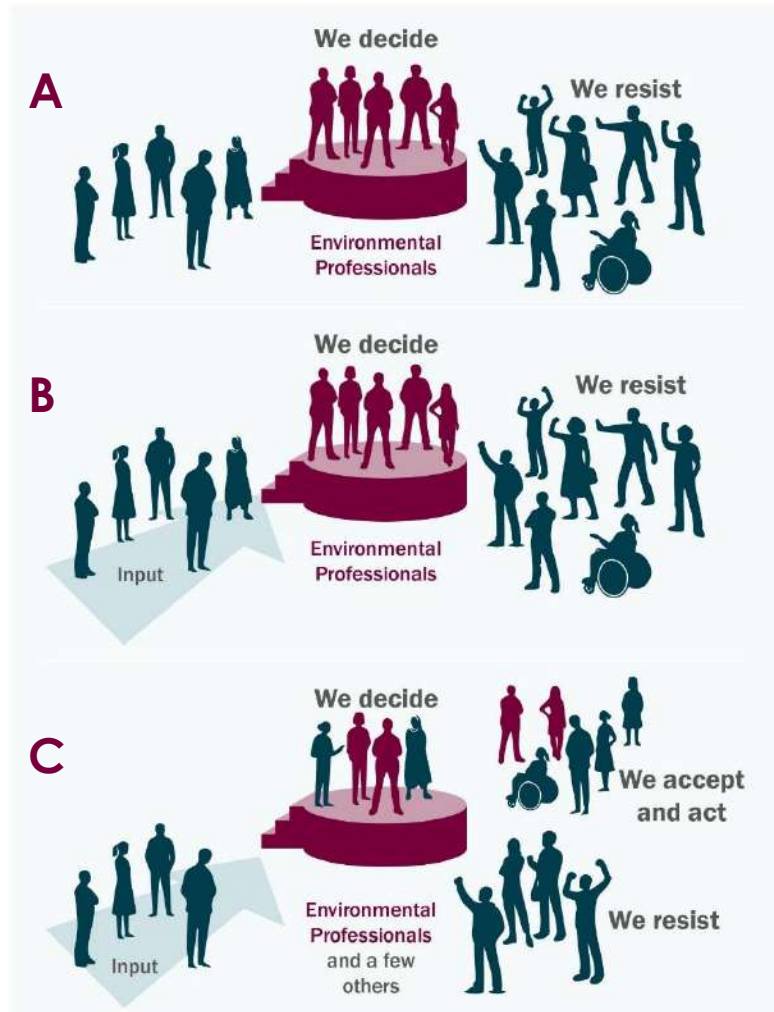 A
We decide
We resist
Environmental
Professionals
B
We decide
We resist
Input
Environmental
Professionals
C
We decide
We accept
and act
Input
Environmental
Professionals
and a few
others
We resist